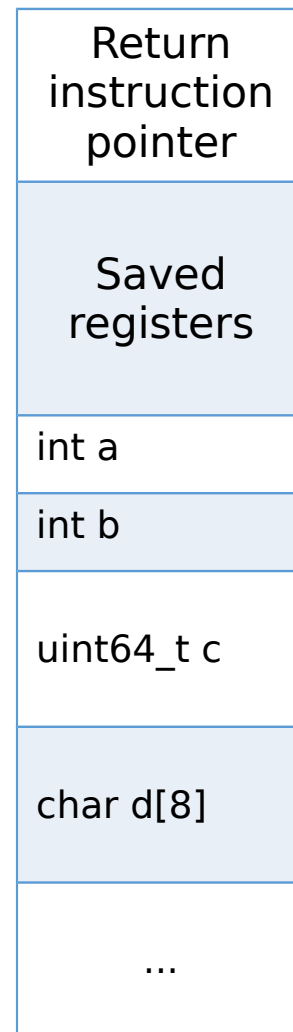 Return
instruction
pointer
Saved
registers
int a
int b
uint64_t c
char d[8]
...